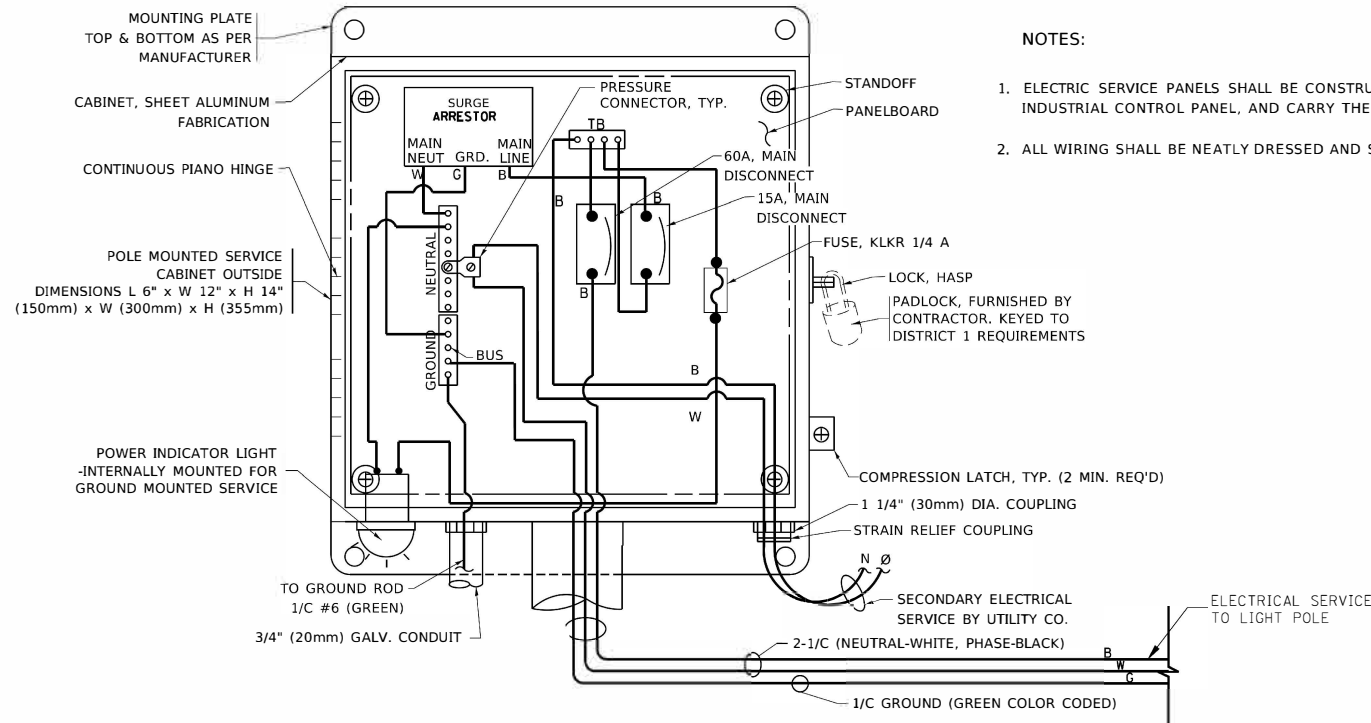 MOUNTING PLATE
TOP & BOTTOM AS PER
MANUFACTURER
CABINET, SHEET ALUMINUM
FABRICATION
CONTINUOUS PIANO HINGE
POLE MOUNTED SERVICE
CABINET OUTSIDE
DIMENSIONS L 6" x W 12" x H 14"
(150mm) x W (300mm) x H (355mm)
POWER INDICATOR LIGHT
-INTERNALLY MOUNTED FOR
GROUND MOUNTED SERVICE
TO GROUND ROD
1/C #6 (GREEN)
3/4" (20mm) GALV. CONDUIT
SURGE
ARRESTOR
MAIN
NEUT
GRD.
MAIN
LINE
W
G
B
PRESSURE
CONNECTOR, TYP.
TB
60A, MAIN
DISCONNECT
15A, MAIN
DISCONNECT
B
B
B
NEUTRAL
GROUND
BUS
B
W
STANDOFF
PANELBOARD
FUSE, KLKR 1/4 A
LOCK, HASP
PADLOCK, FURNISHED BY
CONTRACTOR. KEYED TO
DISTRICT 1 REQUIREMENTS
COMPRESSION LATCH, TYP. (2 MIN. REQ'D)
1 1/4" (30mm) DIA. COUPLING
STRAIN RELIEF COUPLING
N Ø
SECONDARY ELECTRICAL
SERVICE BY UTILITY CO.
2-1/C (NEUTRAL-WHITE, PHASE-BLACK)
B
W
G
1/C GROUND (GREEN COLOR CODED)
ELECTRICAL SERVICE
TO LIGHT POLE
NOTES:
1. ELECTRIC SERVICE PANELS SHALL BE CONSTRU
INDUSTRIAL CONTROL PANEL, AND CARRY THE
2. ALL WIRING SHALL BE NEATLY DRESSED AND S